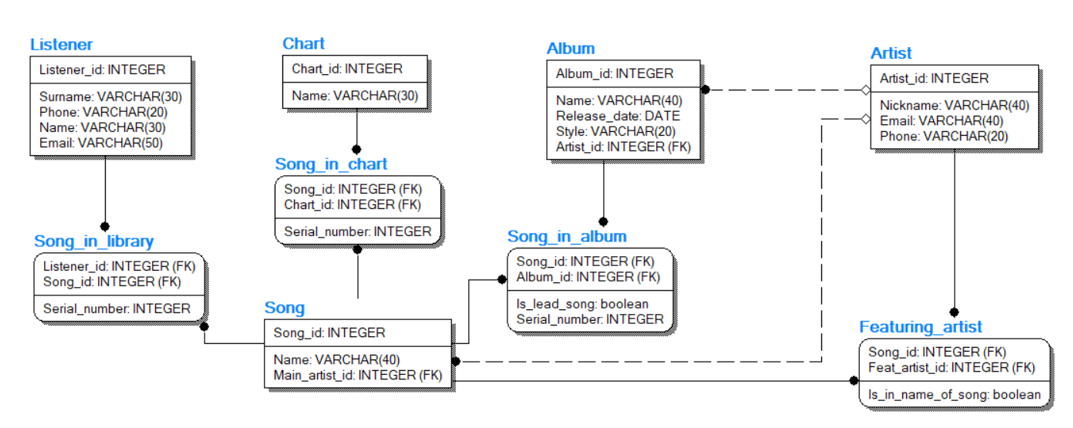 Listener
Listener_id: INTEGER
Surname: VARCHAR(30)
Phone: VARCHAR(20)
Name: VARCHAR(30)
Email: VARCHAR(50)
Chart
Chart_id: INTEGER
Name: VARCHAR(30)
Album
Album_id: INTEGER
Name: VARCHAR(40)
Release_date: DATE
Style: VARCHAR(20)
Artist_id: INTEGER (FK)
Artist
Artist_id: INTEGER
Nickname: VARCHAR(40)
Email: VARCHAR(40)
Phone: VARCHAR(20)
Song_in_chart
Song_id: INTEGER (FK)
Chart_id: INTEGER (FK)
Serial_number: INTEGER
Song_in_library
Listener_id: INTEGER (FK)
Song_id: INTEGER (FK)
Serial_number: INTEGER
Song_in_album
Song_id: INTEGER (FK)
Album_id: INTEGER (FK)
Is_lead_song: boolean
Serial_number: INTEGER
Song
Song_id: INTEGER
Name: VARCHAR(40)
Main_artist_id: INTEGER (FK)
Featuring_artist
Song_id: INTEGER (FK)
Feat_artist_id: INTEGER (FK)
Is_in_name_of_song: boolean